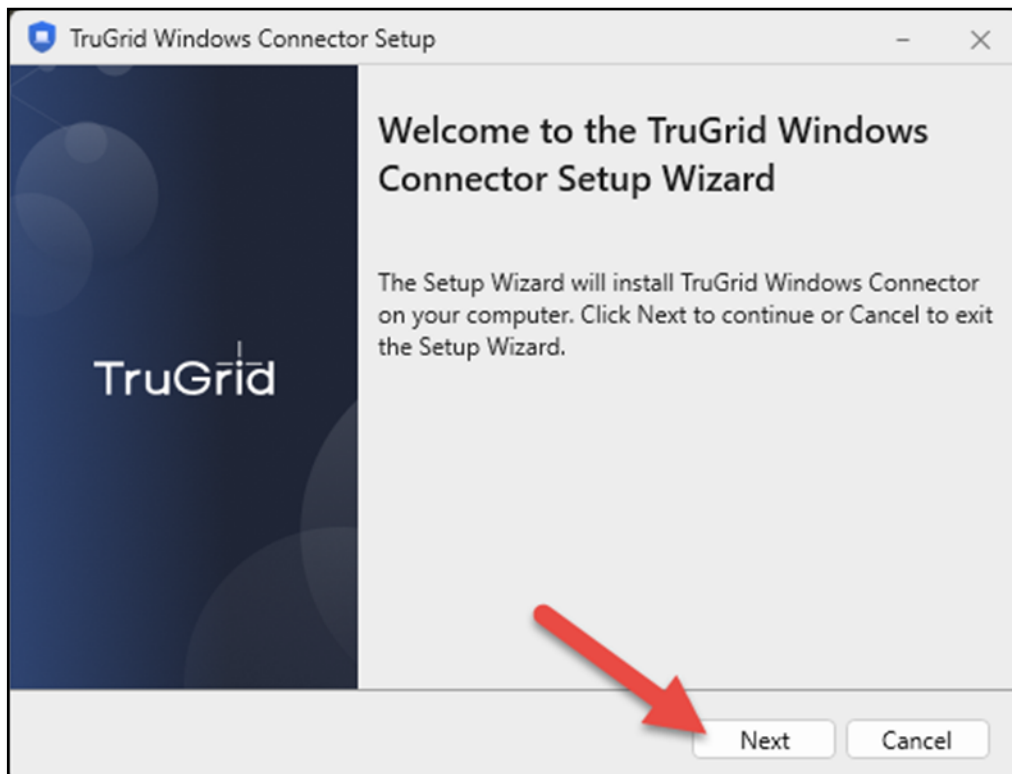 TruGrid Windows Connector Setup
Welcome to the TruGrid Windows
Connector Setup Wizard
The Setup Wizard will install TruGrid Windows Connector
on your computer. Click Next to continue or Cancel to exit
the Setup Wizard.
TruGrid
Next
Cancel